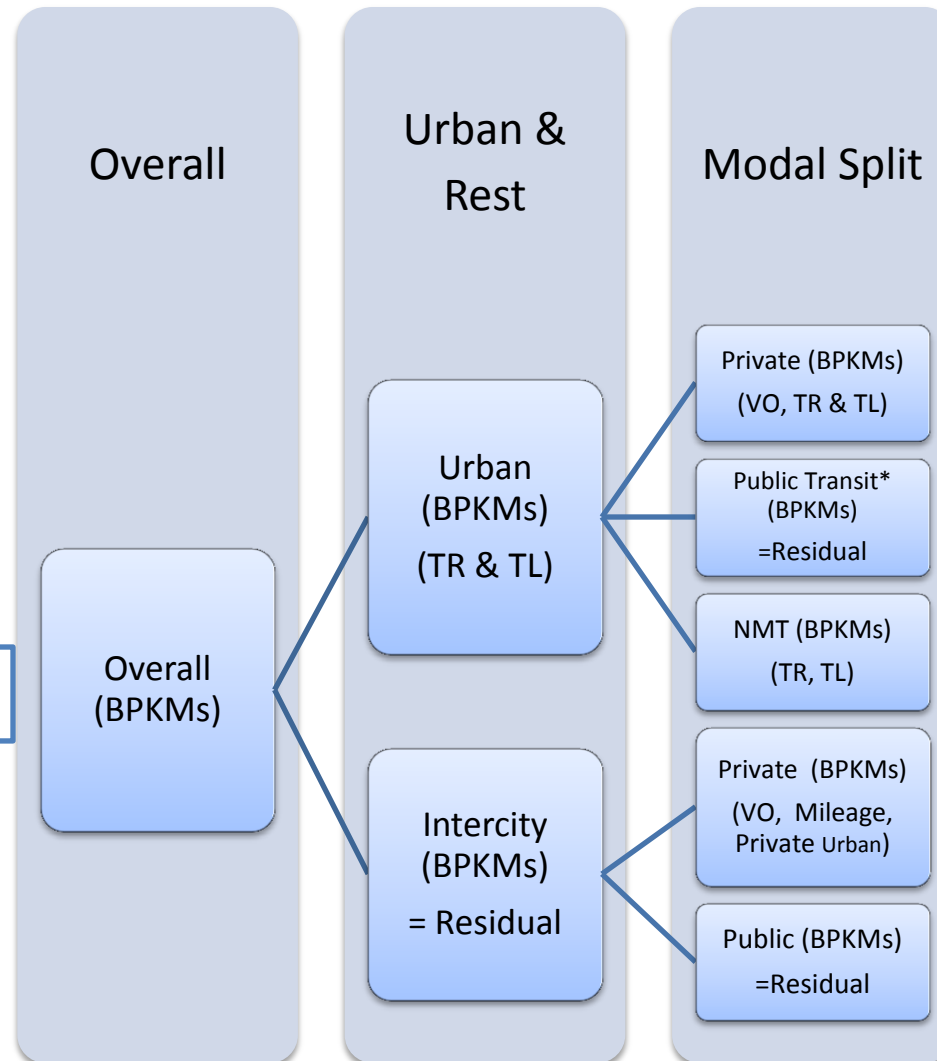 Overall
Urban &
Rest
Modal Split
Overall
(BPKMs)
Urban
(BPKMs)
(TR & TL)
Intercity
(BPKMs)
= Residual
Private (BPKMs)
(VO, TR & TL)
Public Transit*
(BPKMs)
=Residual
NMT (BPKMs)
(TR, TL)
Private (BPKMs)
(VO, Mileage,
Private Urban)
Public (BPKMs)
=Residual